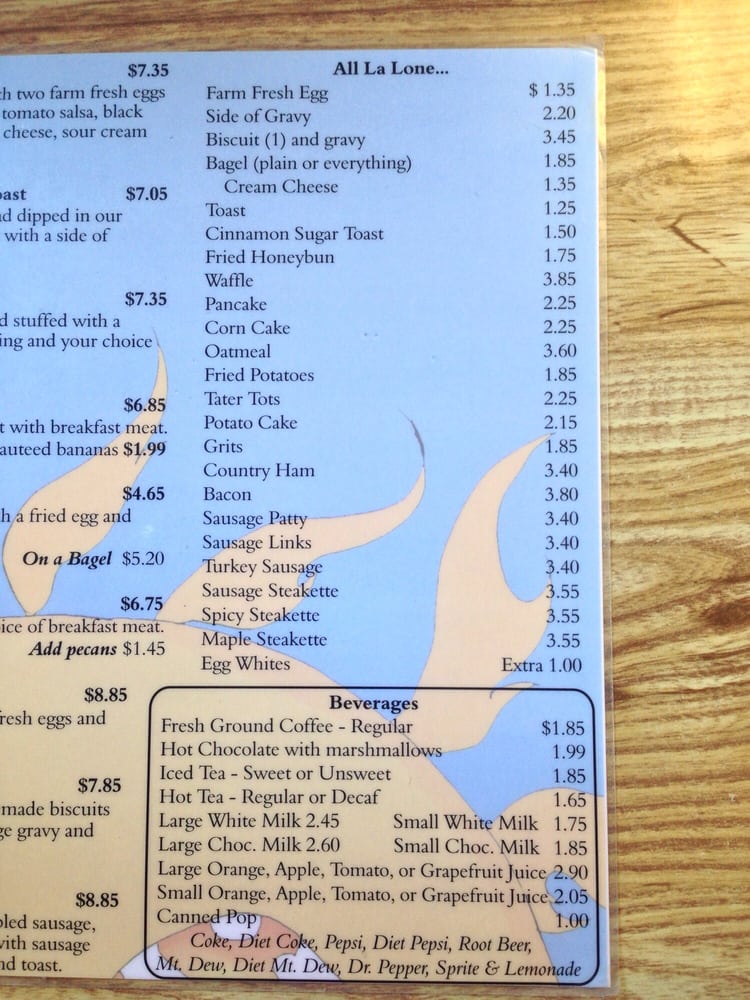 $7.35
th two farm fresh eggs
tomato salsa, black
cheese, sour cream
oast $7.05
nd dipped in our
with a side of
$7.35
d stuffed with a
ing and your choice
$6.85
t with breakfast meat.
auteed bananas $1.99
$4.65
h a fried egg and
On a Bagel $5.20
$6.75
ice of breakfast meat.
Add pecans $1.45
$8.85
resh eggs and
$7.85
made biscuits
ge gravy and
$8.85
bled sausage,
with sausage
nd toast.
All La Lone...
Farm Fresh Egg $ 1.35
Side of Gravy 2.20
Biscuit (1) and gravy 3.45
Bagel (plain or everything) 1.85
Cream Cheese 1.35
Toast 1.25
Cinnamon Sugar Toast 1.50
Fried Honeybun 1.75
Waffle 3.85
Pancake 2.25
Corn Cake 2.25
Oatmeal 3.60
Fried Potatoes 1.85
Tater Tots 2.25
Potato Cake 2.15
Grits 1.85
Country Ham 3.40
Bacon 3.80
Sausage Patty 3.40
Sausage Links 3.40
Turkey Sausage 3.40
Sausage Steakette 3.55
Spicy Steakette 3.55
Maple Steakette 3.55
Egg Whites Extra 1.00
Beverages
Fresh Ground Coffee - Regular $1.85
Hot Chocolate with marshmallows 1.99
Iced Tea - Sweet or Unsweet 1.85
Hot Tea - Regular or Decaf 1.65
Large White Milk 2.45 Small White Milk 1.75
Large Choc. Milk 2.60 Small Choc. Milk 1.85
Large Orange, Apple, Tomato, or Grapefruit Juice 2.90
Small Orange, Apple, Tomato, or Grapefruit Juice 2.05
Canned Pop 1.00
Coke, Diet Coke, Pepsi, Diet Pepsi, Root Beer,
Mt. Dew, Diet Mt. Dew, Dr. Pepper, Sprite & Lemonade